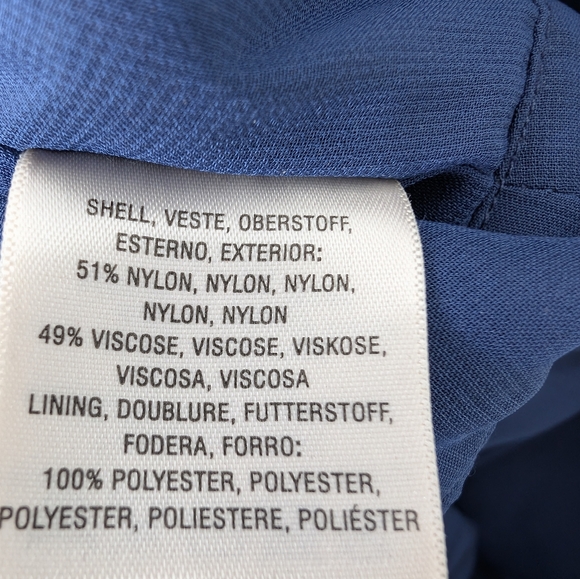 SHELL, VESTE, OBERSTOFF,
ESTERNO, EXTERIOR:
51% NYLON, NYLON, NYLON,
NYLON, NYLON
49% VISCOSE, VISCOSE, VISKOSE,
VISCOSA, VISCOSA
LINING, DOUBLURE, FUTTERSTOFF,
FODERA, FORRO:
100% POLYESTER, POLYESTER,
POLYESTER, POLIESTERE, POLIÉSTER